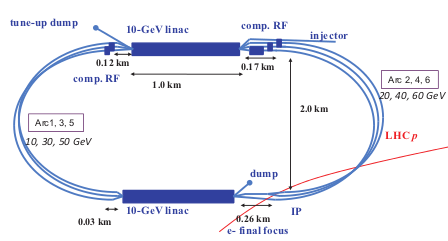 tune-up dump
10-GeV linac
comp. RF
injector
0.12 km
comp. RF
0.17 km
1.0 km
Arc 2, 4, 6
20, 40, 60 GeV
2.0 km
Arc1, 3, 5
10, 30, 50 GeV
LHC p
dump
10-GeV linac
0.03 km
0.26 km
IP
e- final focus